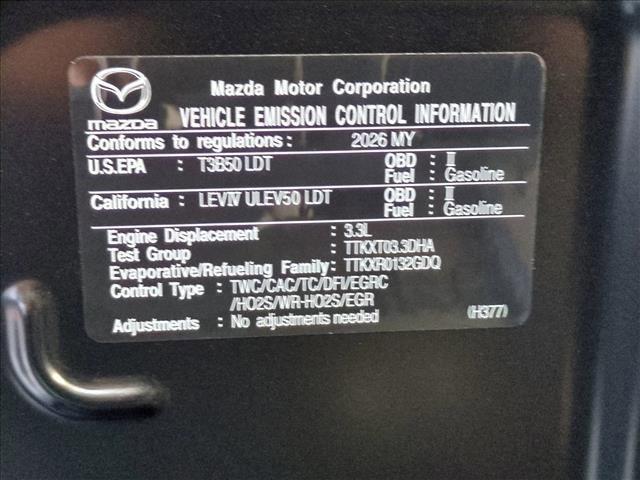 Mazda Motor Corporation
mazda VEHICLE EMISSION CONTROL INFORMATION
Conforms to regulations : 2026 MY
U.S.EPA : T3B50 LDT OBD : II
Fuel : Gasoline
California : LEVIV ULEV50 LDT OBD : II
Fuel : Gasoline
Engine Displacement : 3.3L
Test Group : TTKXT03.3DHA
Evaporative/Refueling Family : TTKXR0132GDQ
Control Type : TWC/CAC/TC/DFI/EGRC
/HO2S/WR-HO2S/EGR
Adjustments : No adjustments needed (H377)